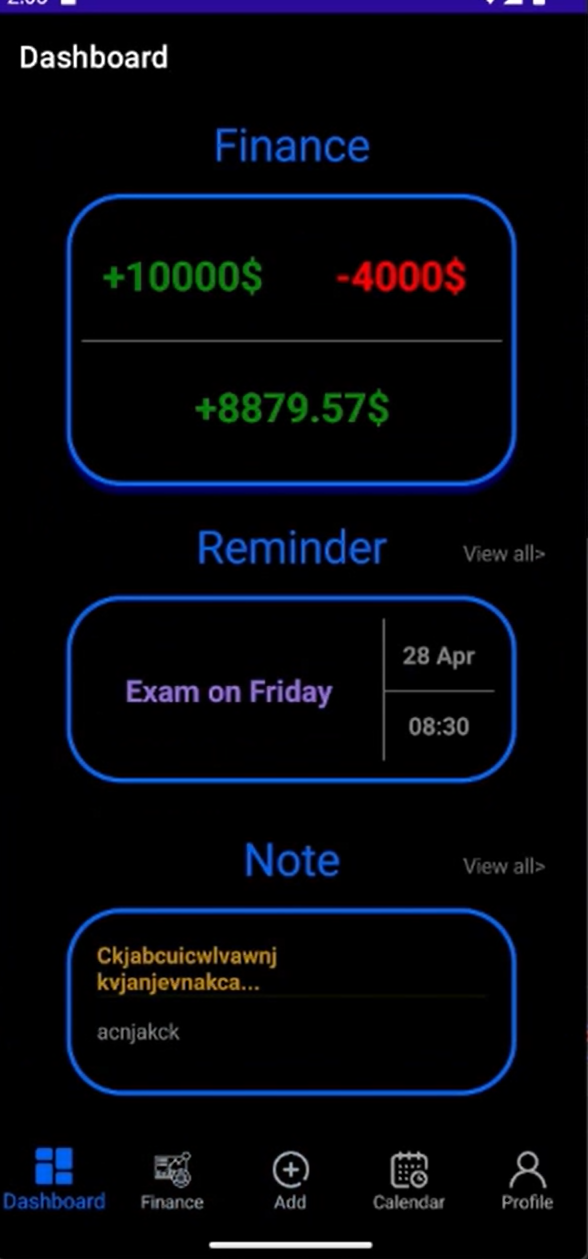 Dashboard
Finance
+10000$ -4000$
+8879.57$
Reminder
View all>
Exam on Friday
28 Apr
08:30
Note
View all>
Ckjabcuicwlvawnj
kvjanjevnakca...
acnjakck
Dashboard Finance Add Calendar Profile